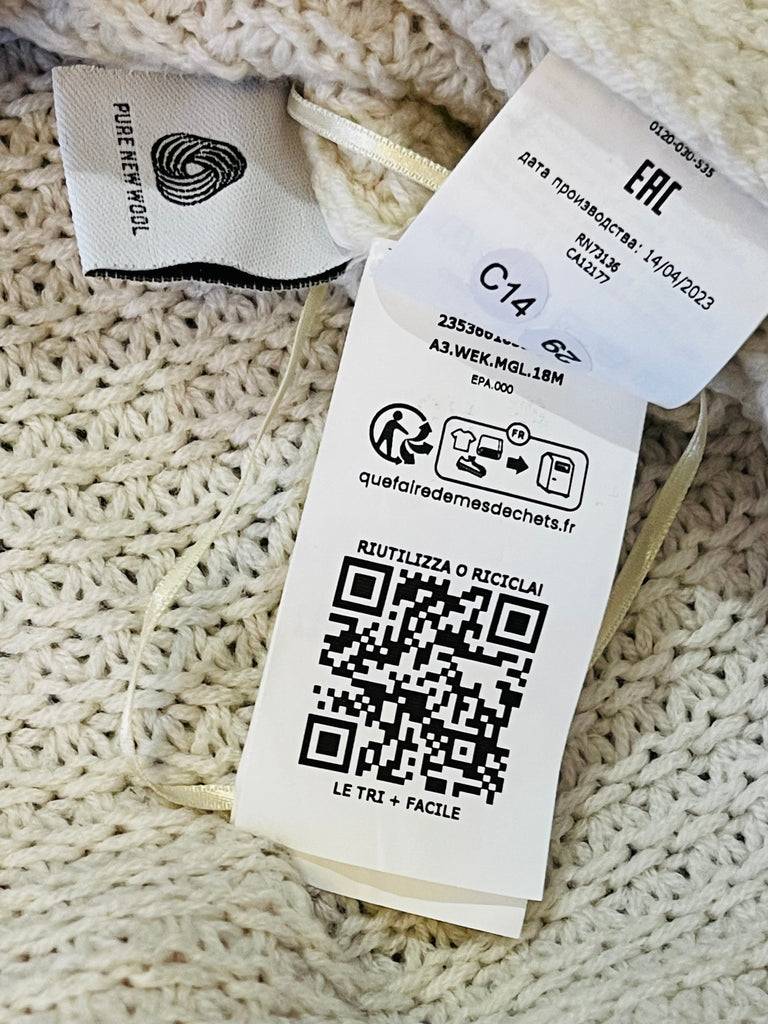 PURE NEW WOOL
0120-030-535
EAC
дата производства: 14/04/2023
RN73136
CA12177
C14
29
A3.WEK.MGL.18M
EPA.000
FR
quefairedemesdechets.fr
RIUTILIZZA O RICICLA!
LE TRI + FACILE